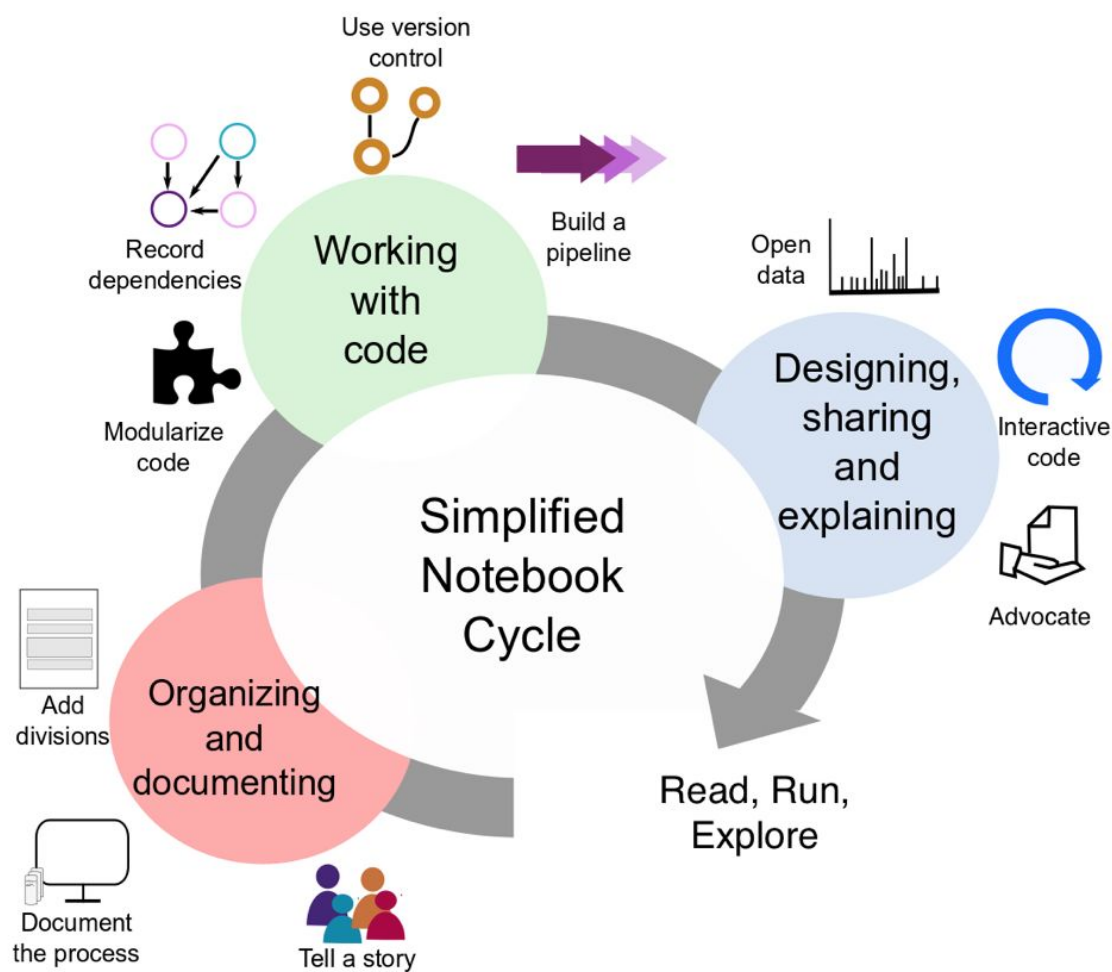 Use version
control
Record
dependencies
Build a
pipeline
Modularize
code
Working
with
code
Open
data
Designing,
sharing
and
explaining
Interactive
code
Advocate
Simplified
Notebook
Cycle
Add
divisions
Organizing
and
documenting
Document
the process
Tell a story
Read, Run,
Explore